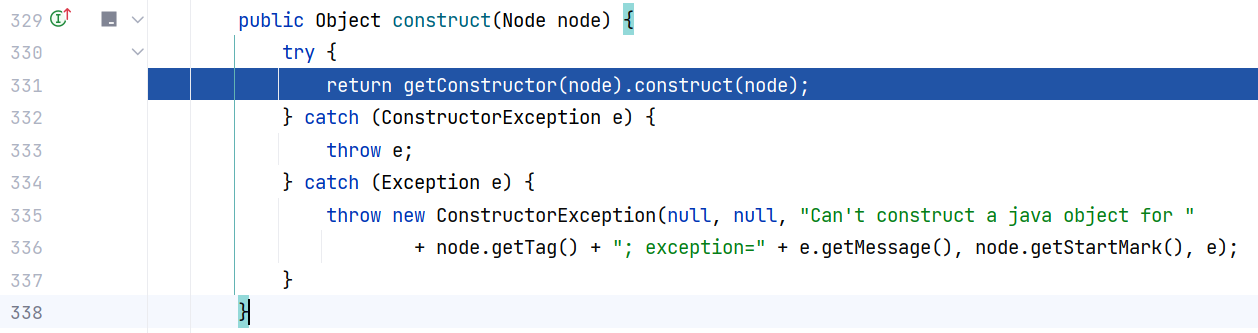 329 public Object construct(Node node) {
330 try {
331 return getConstructor(node).construct(node);
332 } catch (ConstructorException e) {
333 throw e;
334 } catch (Exception e) {
335 throw new ConstructorException(null, null, "Can't construct a java object for "
336 + node.getTag() + "; exception=" + e.getMessage(), node.getStartMark(), e);
337 }
338 }